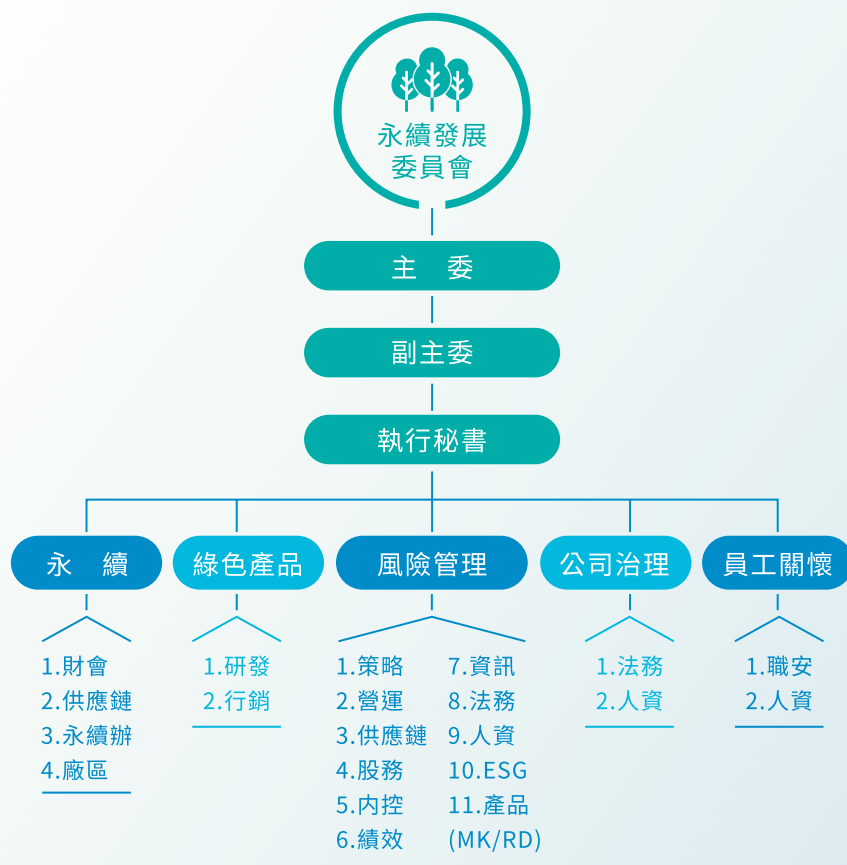 永續發展
委員會
主 委
副主委
執行秘書
永 續
綠色產品
風險管理
公司治理
員工關懷
1.財會
2.供應鏈
3.永續辦
4.廠區
1.研發
2.行銷
1.策略
2.營運
3.供應鏈
4.股務
5.內控
6.績效
7.資訊
8.法務
9.人資
10.ESG
11.產品
(MK/RD)
1.法務
2.人資
1.職安
2.人資